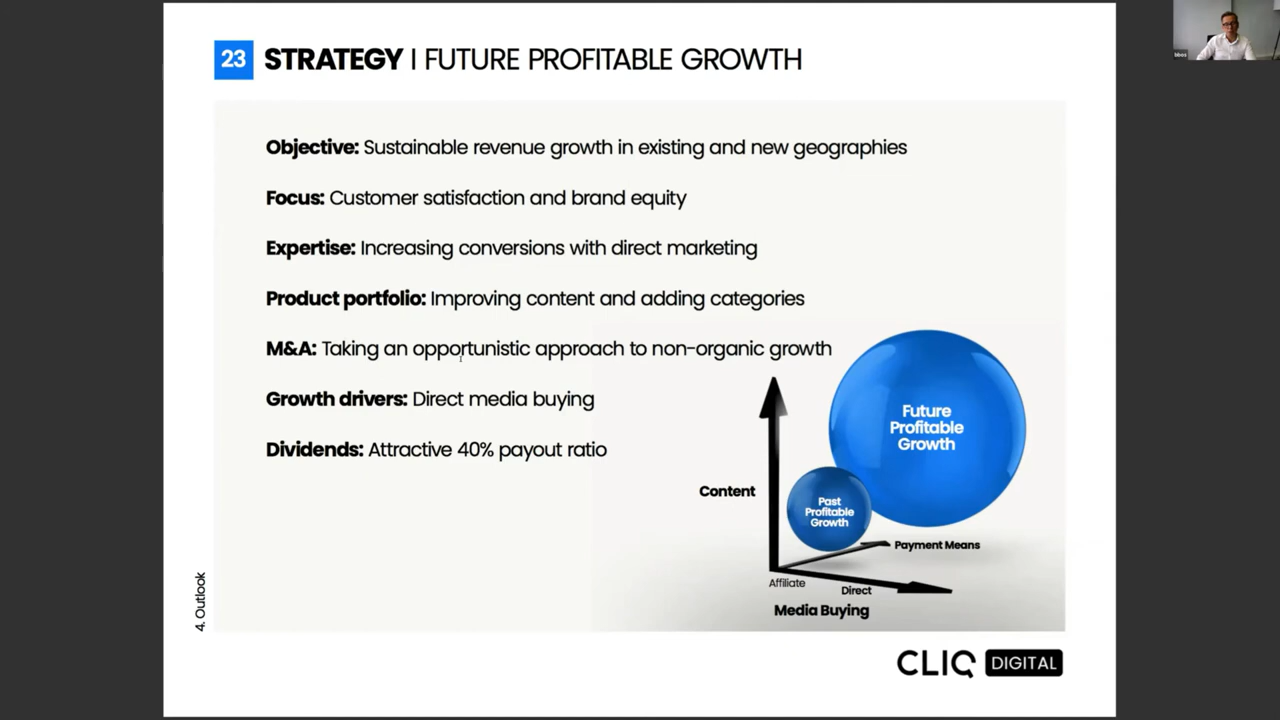 23 STRATEGY | FUTURE PROFITABLE GROWTH
Objective: Sustainable revenue growth in existing and new geographies
Focus: Customer satisfaction and brand equity
Expertise: Increasing conversions with direct marketing
Product portfolio: Improving content and adding categories
M&A: Taking an opportunistic approach to non-organic growth
Growth drivers: Direct media buying
Dividends: Attractive 40% payout ratio
Future
Profitable
Growth
Content
Past
Profitable
Growth
Payment Means
Affiliate
Direct
Media Buying
4. Outlook
CLIQ DIGITAL